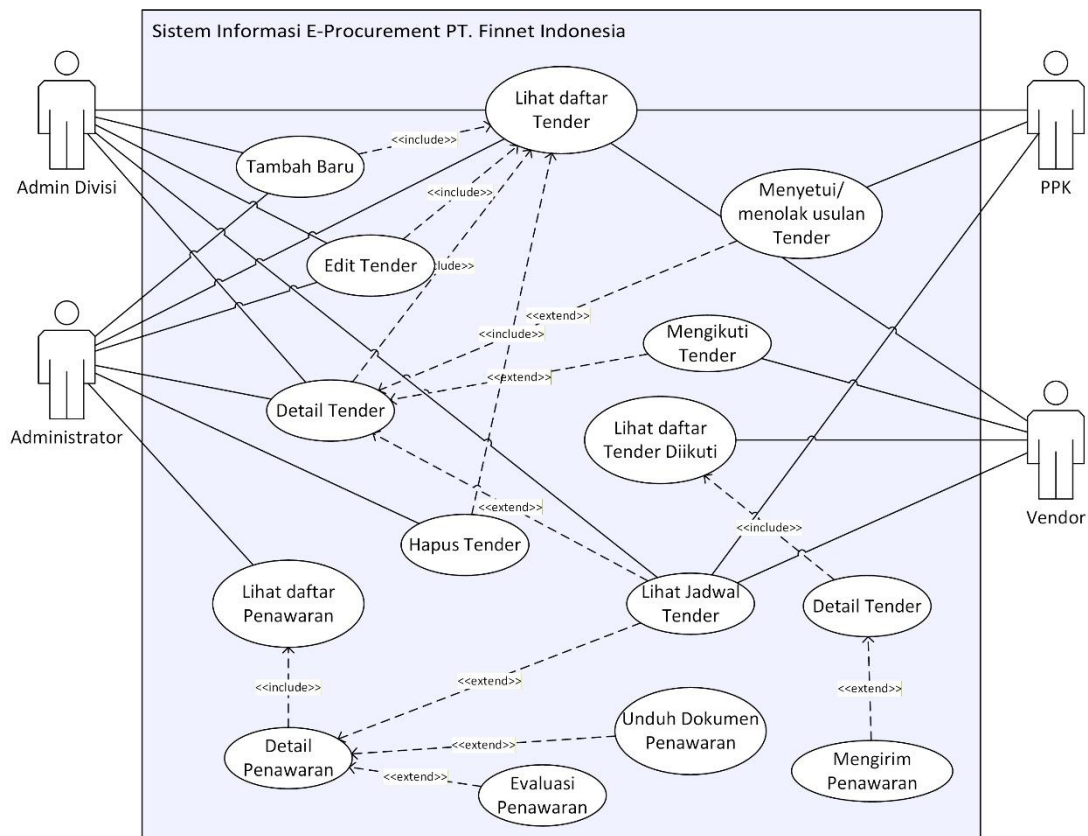 Sistem Informasi E-Procurement PT. Finnet Indonesia
Admin Divisi
PPK
Administrator
Vendor
Lihat daftar
Tender
<<include>>
Tambah Baru
<<include>>
Menyetui/
menolak usulan
Tender
Edit Tender
clude>>
<<extend>>
<<include>>
Mengikuti
Tender
<<extend>>
Detail Tender
Lihat daftar
Tender Diikuti
<<extend>>
<<include>>
Hapus Tender
Lihat daftar
Penawaran
Lihat Jadwal
Tender
Detail Tender
<<include>>
<<extend>>
<<extend>>
Unduh Dokumen
Penawaran
Detail
Penawaran
<<extend>>
<<extend>>
Evaluasi
Penawaran
Mengirim
Penawaran